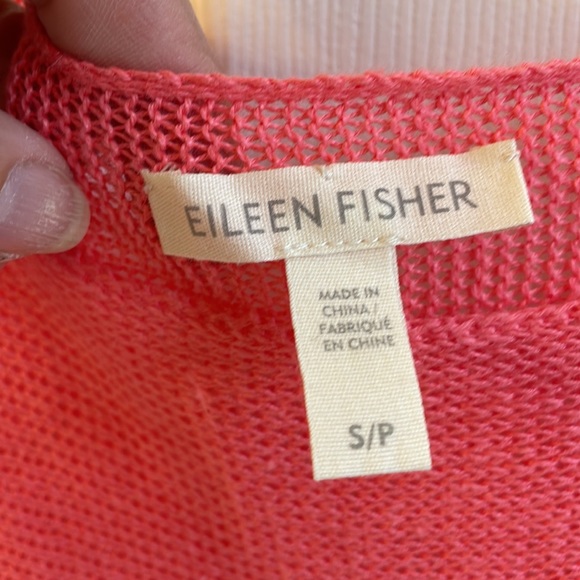 EILEEN FISHER
MADE IN
CHINA /
FABRIQUÉ
EN CHINE
S/P